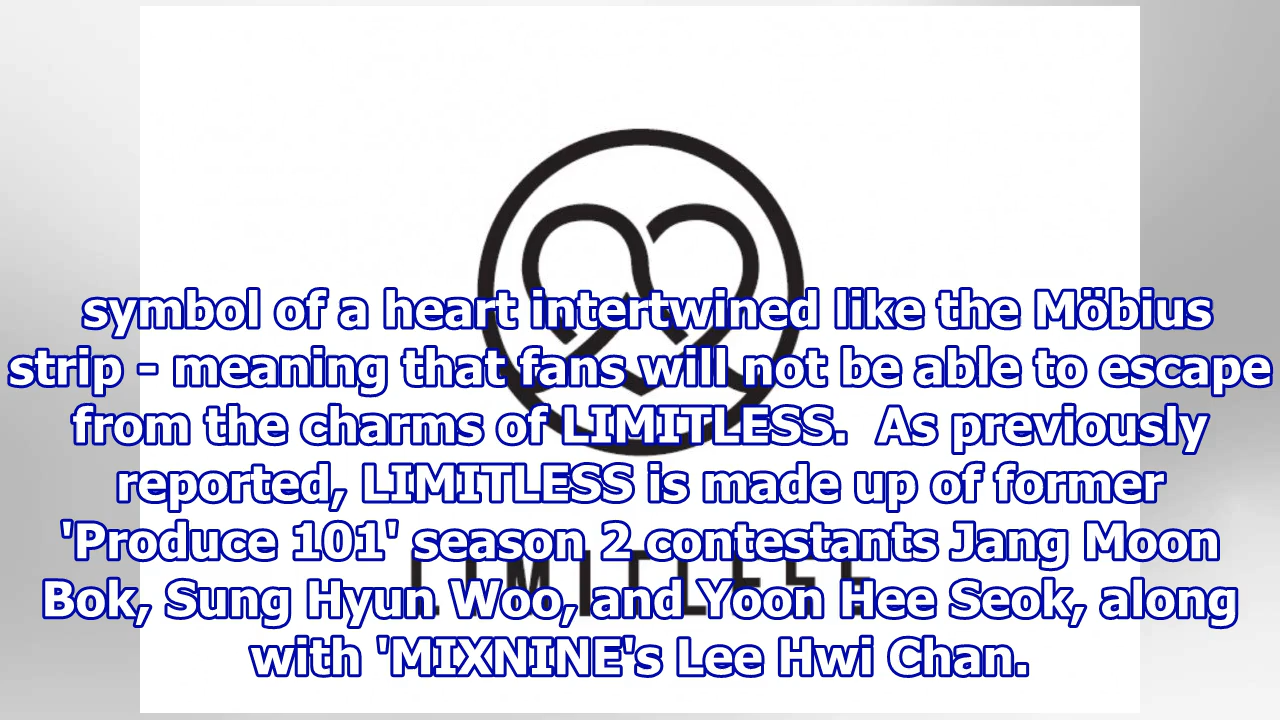 symbol of a heart intertwined like the Möbius
strip - meaning that fans will not be able to escape
from the charms of LIMITLESS.  As previously
reported, LIMITLESS is made up of former
'Produce 101' season 2 contestants Jang Moon
Bok, Sung Hyun Woo, and Yoon Hee Seok, along
with 'MIXNINE's Lee Hwi Chan.
LIMITLESS